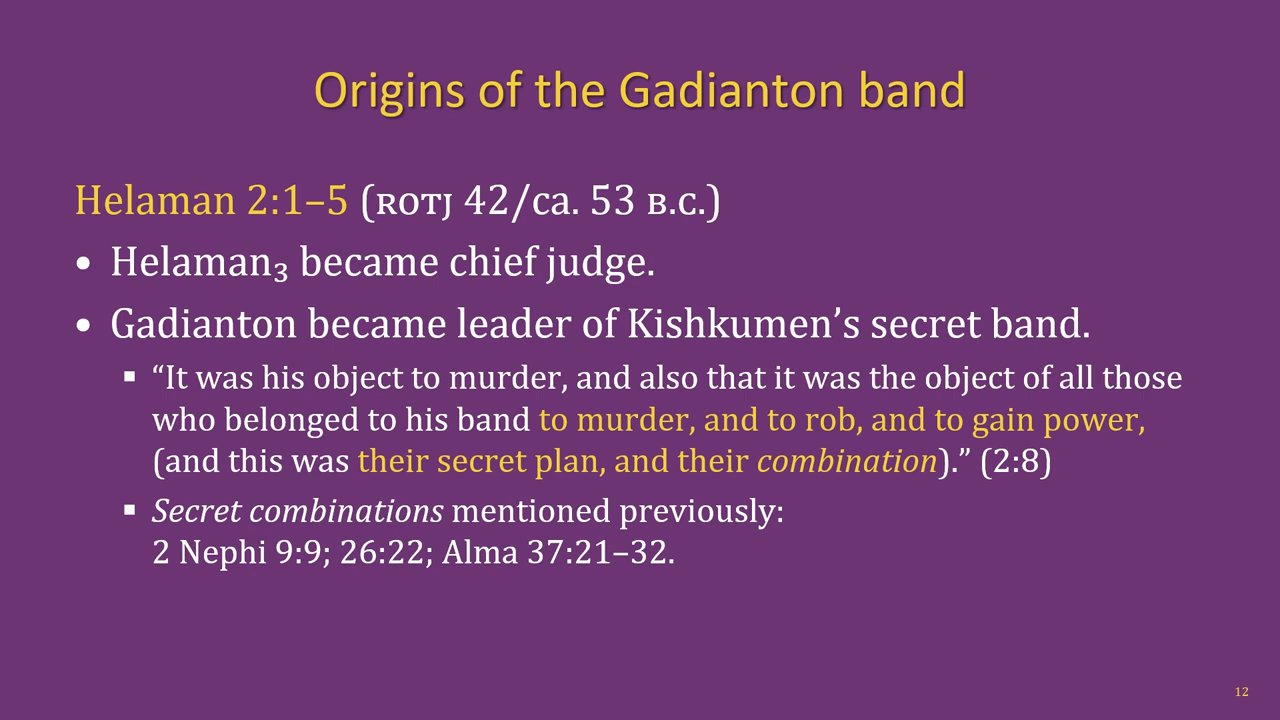 Origins of the Gadianton band
Helaman 2:1–5 (ROTJ 42/ca. 53 B.C.)
• Helaman₃ became chief judge.
• Gadianton became leader of Kishkumen’s secret band.
▪ “It was his object to murder, and also that it was the object of all those
who belonged to his band to murder, and to rob, and to gain power,
(and this was their secret plan, and their combination).” (2:8)
▪ Secret combinations mentioned previously:
2 Nephi 9:9; 26:22; Alma 37:21–32.
12